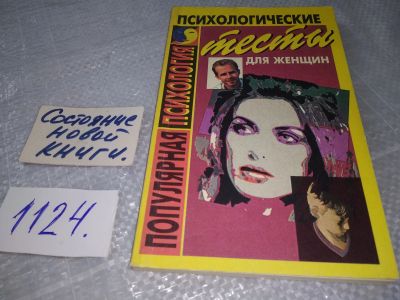 ПСИХОЛОГИЧЕСКИЕ
тесты
ДЛЯ ЖЕНЩИН
ПОПУЛЯРНАЯ ПСИХОЛОГИЯ
Состояние
новой
книги.
1124.